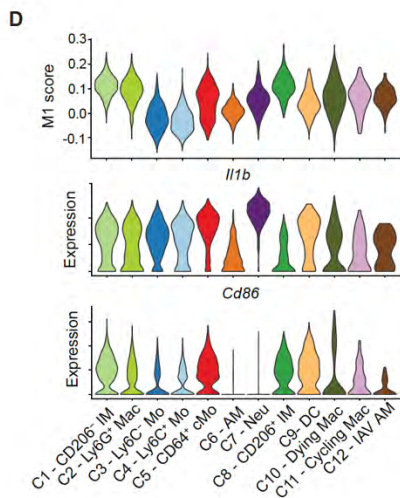 D
M1 score
0.3
0.2
0.1
0.0
-0.1
Il1b
Expression
Cd86
Expression
C1 - CD206⁻ IM
C2 - Ly6G⁺ Mac
C3 - Ly6C⁻ Mo
C4 - Ly6C⁺ Mo
C5 - CD64⁺ cMo
C6 - AM
C7 - Neu
C8 - CD206⁺ IM
C9- DC
C10 - Dying Mac
C11 - Cycling Mac
C12 - IAV AM